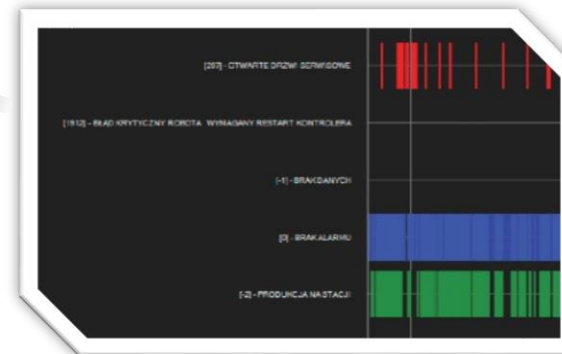 [257] - OTWARTE DRZWI SERWISOWE
[1512] - BŁĄD KRYTYCZNY ROBOTA WYMAGANY RESTART KONTROLERA
[-1] - BRAK DANYCH
[0] - BRAK ALARMU
[-2] - PRODUKCJA NA STACJI